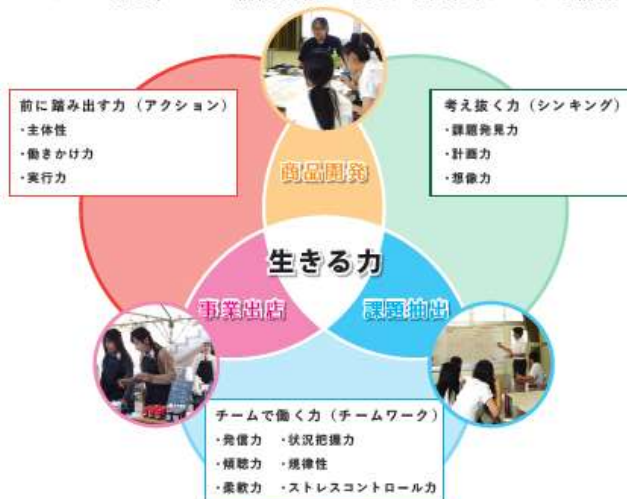 前に踏み出す力（アクション）
・主体性
・働きかけ力
・実行力
考え抜く力（シンキング）
・課題発見力
・計画力
・想像力
商品開発
生きる力
事業出店
課題抽出
チームで働く力（チームワーク）
・発信力　・状況把握力
・傾聴力　・規律性
・柔軟力　・ストレスコントロール力